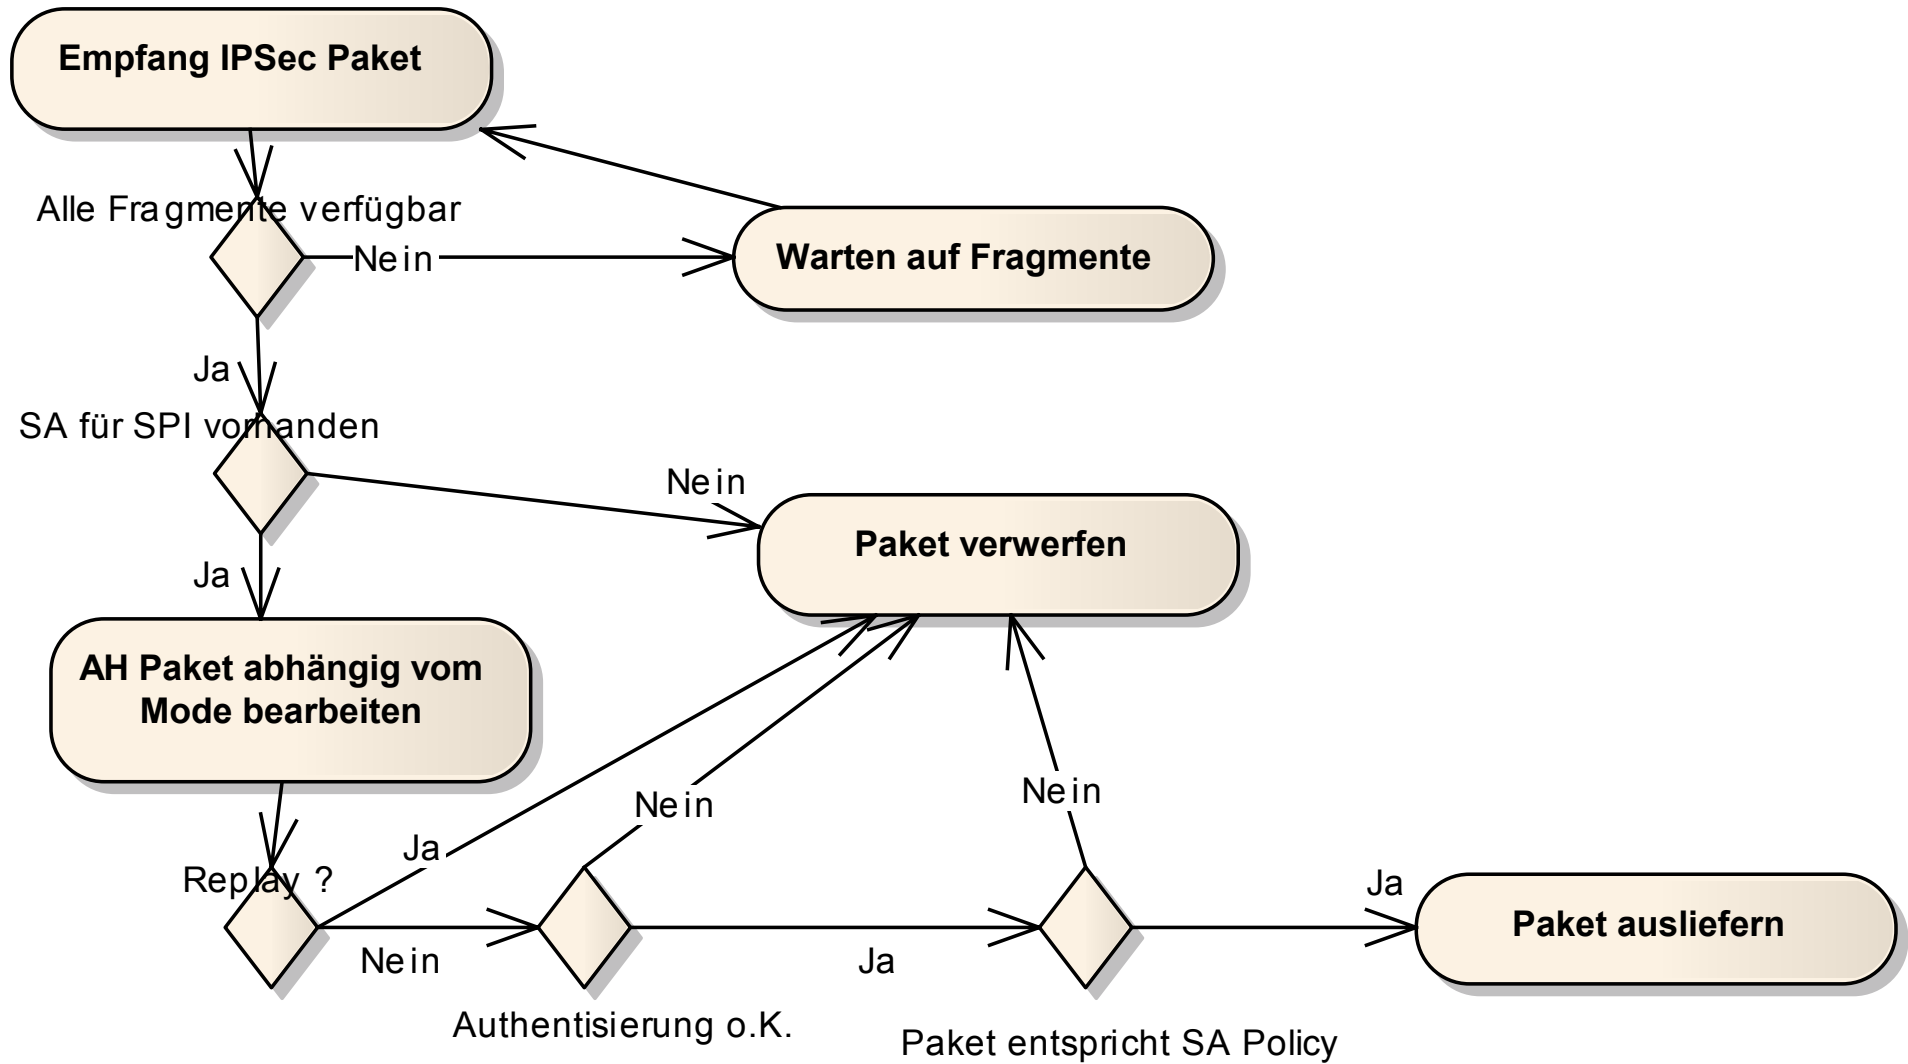 Empfang IPSec Paket
Alle Fragmente verfügbar
Nein
Warten auf Fragmente
Ja
SA für SPI vorhanden
Nein
Paket verwerfen
Ja
AH Paket abhängig vom
Mode bearbeiten
Nein
Nein
Ja
Replay ?
Ja
Paket ausliefern
Nein
Ja
Authentisierung o.K.
Paket entspricht SA Policy